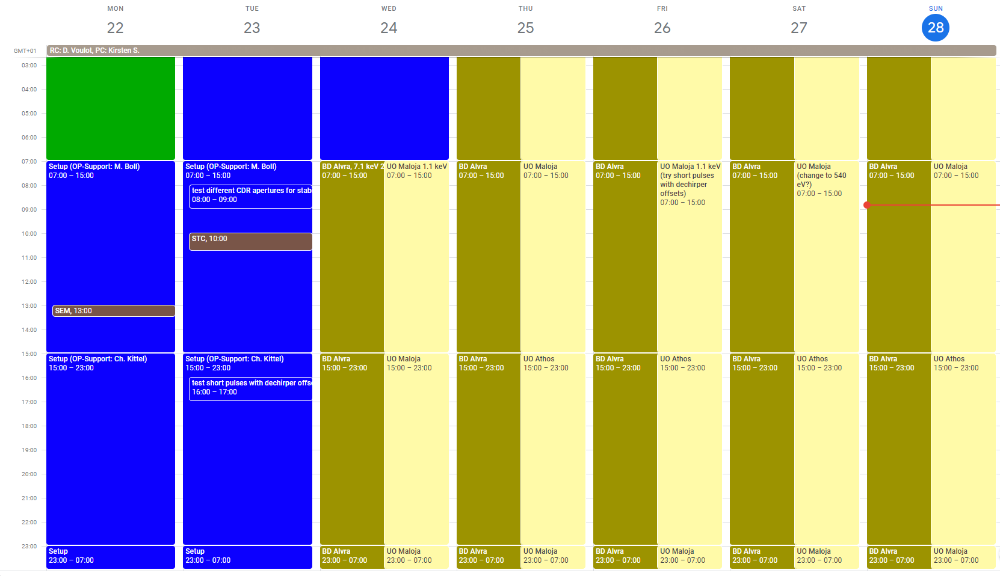 MON
22
TUE
23
WED
24
THU
25
FRI
26
SAT
27
SUN
28
GMT+01
RC: D. Voulot, PC: Kirsten S.
03:00
04:00
05:00
06:00
07:00
08:00
09:00
10:00
11:00
12:00
13:00
14:00
15:00
16:00
17:00
18:00
19:00
20:00
21:00
22:00
23:00
Setup (OP-Support: M. Boll)
07:00 – 15:00
SEM, 13:00
Setup (OP-Support: Ch. Kittel)
15:00 – 23:00
Setup
23:00 – 07:00
Setup (OP-Support: M. Boll)
07:00 – 15:00
test different CDR apertures for stabi
08:00 – 09:00
STC, 10:00
Setup (OP-Support: Ch. Kittel)
15:00 – 23:00
test short pulses with dechirper offse
16:00 – 17:00
Setup
23:00 – 07:00
BD Alvra, 7.1 keV 2
07:00 – 15:00
UO Maloja 1.1 keV
07:00 – 15:00
BD Alvra
15:00 – 23:00
UO Maloja
15:00 – 23:00
BD Alvra
23:00 – 07:00
UO Maloja
23:00 – 07:00
BD Alvra
07:00 – 15:00
UO Maloja
07:00 – 15:00
BD Alvra
15:00 – 23:00
UO Athos
15:00 – 23:00
BD Alvra
23:00 – 07:00
UO Maloja
23:00 – 07:00
BD Alvra
07:00 – 15:00
UO Maloja 1.1 keV
(try short pulses
with dechirper
offsets)
07:00 – 15:00
BD Alvra
15:00 – 23:00
UO Athos
15:00 – 23:00
BD Alvra
23:00 – 07:00
UO Maloja
23:00 – 07:00
BD Alvra
07:00 – 15:00
UO Maloja
(change to 540
eV?)
07:00 – 15:00
BD Alvra
15:00 – 23:00
UO Athos
15:00 – 23:00
BD Alvra
23:00 – 07:00
UO Maloja
23:00 – 07:00
BD Alvra
07:00 – 15:00
UO Maloja
07:00 – 15:00
BD Alvra
15:00 – 23:00
UO Athos
15:00 – 23:00
BD Alvra
23:00 – 07:00
UO Maloja
23:00 – 07:00